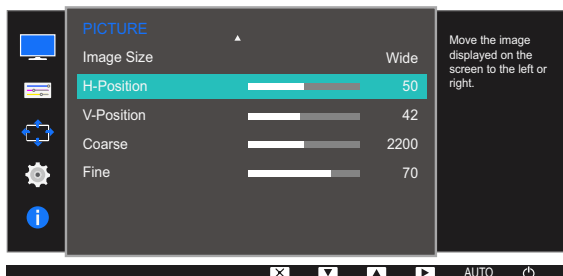 PICTURE
Image Size Wide
H-Position 50
V-Position 42
Coarse 2200
Fine 70
Move the image
displayed on the
screen to the left or
right.
AUTO